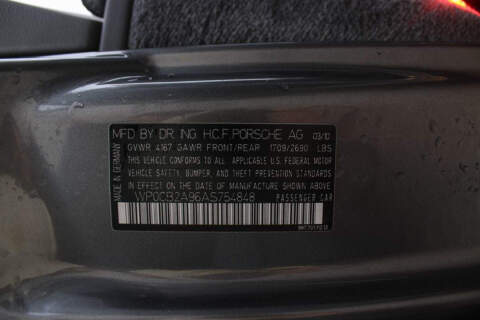 MFD BY DR. ING. H.C.F. PORSCHE AG 03/10
GVWR 4167 GAWR FRONT/REAR 1709/2690 LBS
THIS VEHICLE CONFORMS TO ALL APPLICABLE U.S. FEDERAL MOTOR
VEHICLE SAFETY, BUMPER, AND THEFT PREVENTION STANDARDS IN
EFFECT ON THE DATE OF MANUFACTURE SHOWN ABOVE.
WP0CB2A96AS754848 PASSENGER CAR
MADE IN GERMANY